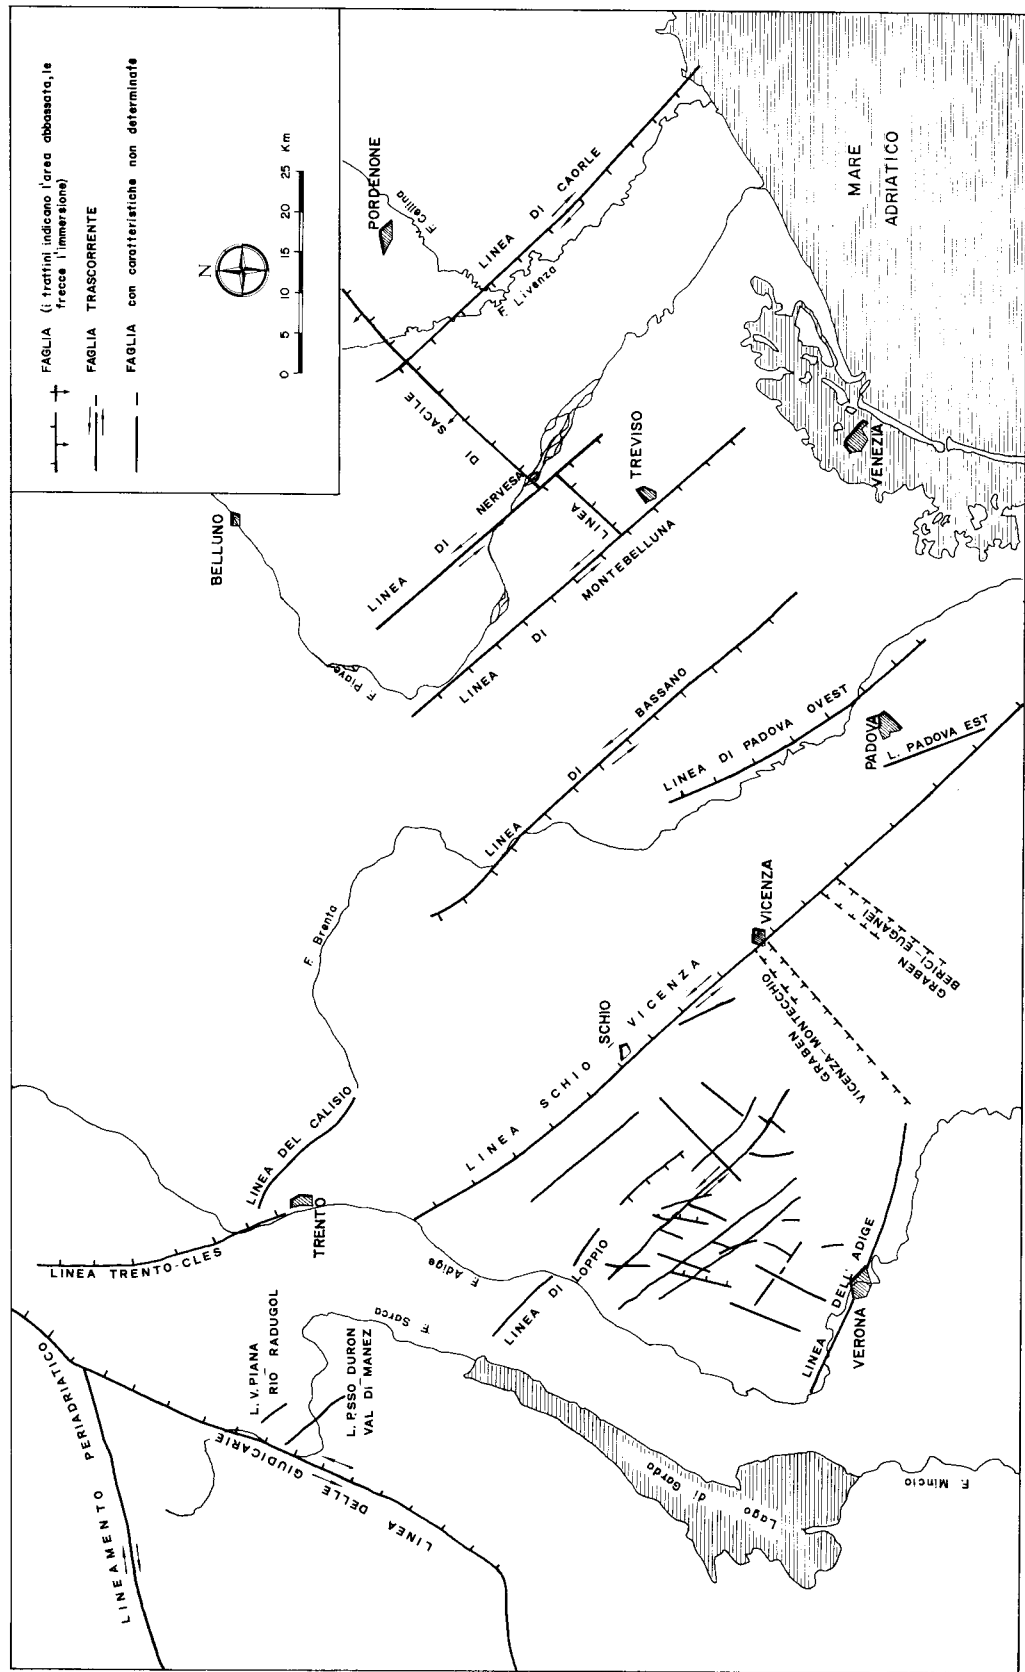 FAGLIA (i trattini indicano l'area abbassata, le
frecce l'immersione)
FAGLIA TRASCORRENTE
FAGLIA con caratteristiche non determinate
N
0 5 10 15 20 25 Km
LINEAMENTO PERIADRIATICO
LINEA DELLE GIUDICARIE
L. V. PIANA
RIO RADUGOL
L. P.SSO DURON
VAL DI MANEZ
LINEA TRENTO-CLES
TRENTO
LINEA DEL CALISIO
F. Sarca
F. Adige
LINEA DI LOPPIO
Lago di Garda
F. Mincio
LINEA DELL'ADIGE
VERONA
LINEA SCHIO VICENZA
SCHIO
VICENZA
GRABEN
VICENZA-MONTECCHIO
GRABEN
BERICI-EUGANEI
F. Brenta
LINEA DI BASSANO
LINEA DI PADOVA OVEST
PADOVA
L. PADOVA EST
BELLUNO
F. Piave
LINEA DI NERVESA
LINEA DI MONTEBELLUNA
LINEA DI SACILE
TREVISO
VENEZIA
PORDENONE
F. Cellina
LINEA DI CAORLE
F. Livenza
MARE
ADRIATICO